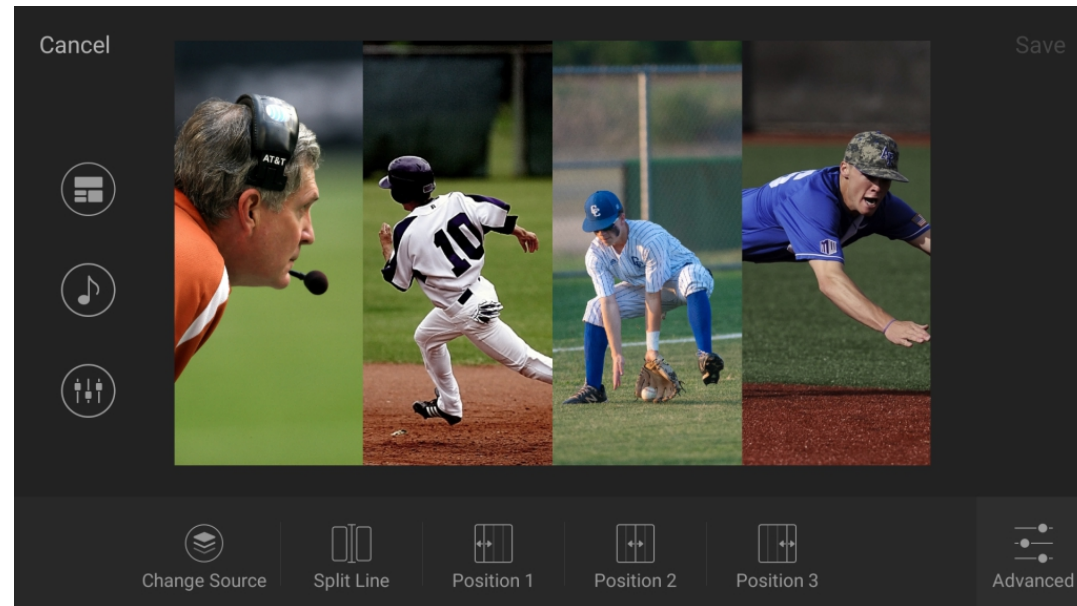 Cancel
Save
AT&T
10
Change Source
Split Line
Position 1
Position 2
Position 3
Advanced